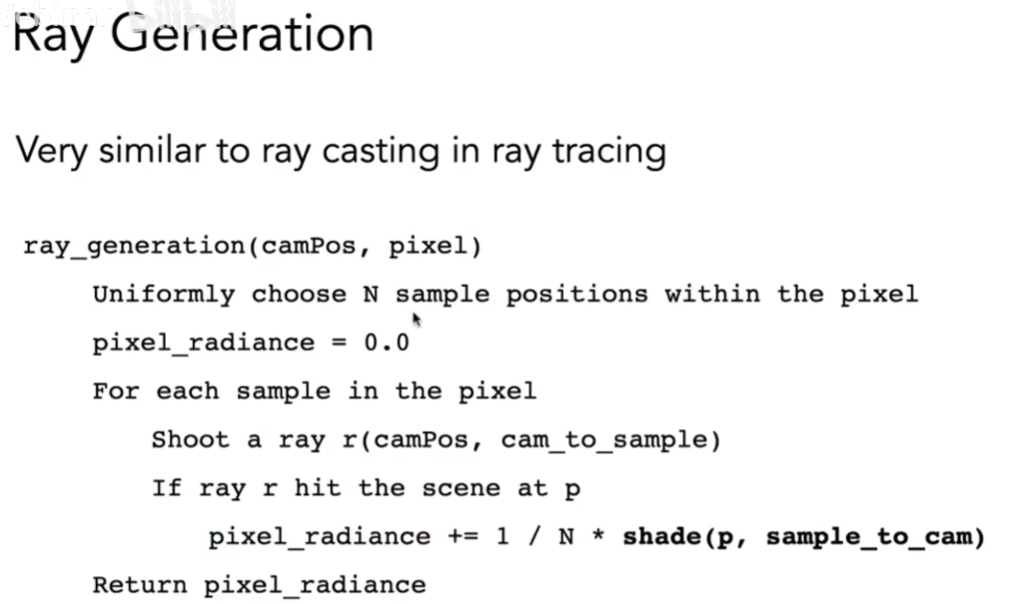 Ray Generation
Very similar to ray casting in ray tracing
ray_generation(camPos, pixel)
Uniformly choose N sample positions within the pixel
pixel_radiance = 0.0
For each sample in the pixel
Shoot a ray r(camPos, cam_to_sample)
If ray r hit the scene at p
pixel_radiance += 1 / N * shade(p, sample_to_cam)
Return pixel_radiance